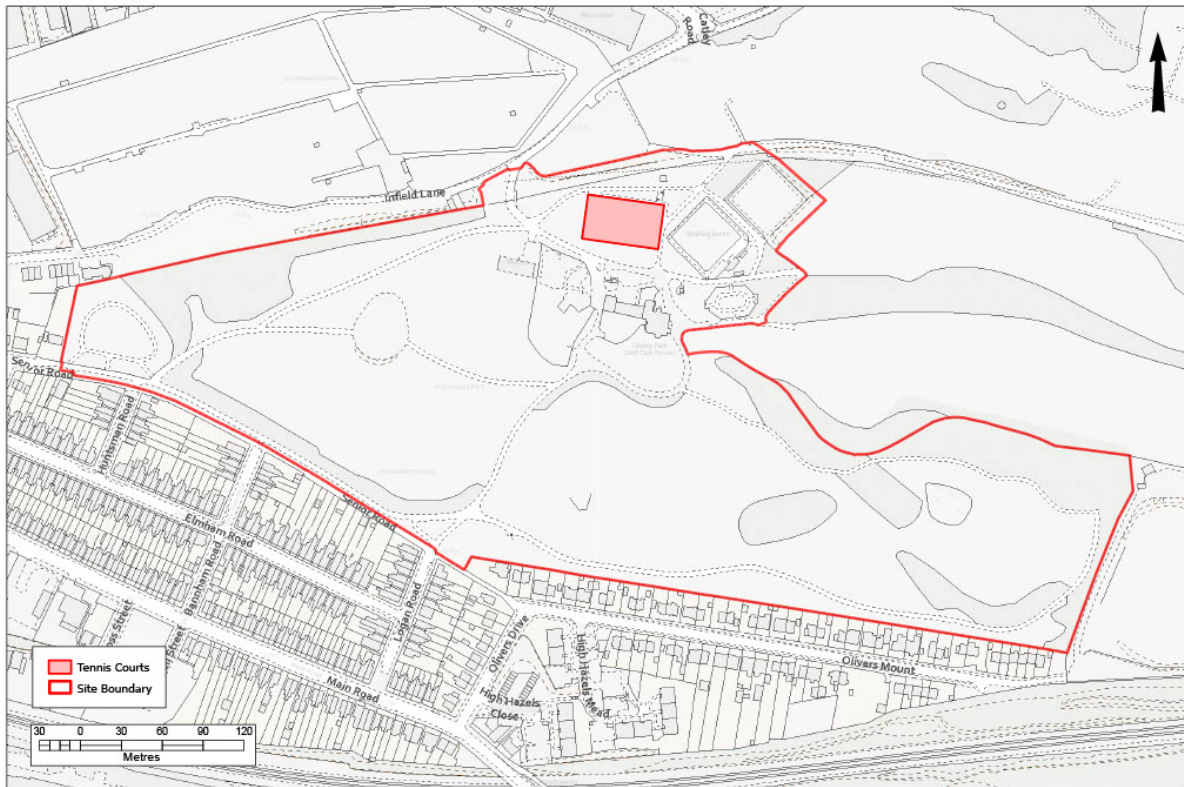 Catley
Road
Infield Lane
Bowling Green
Senior Road
Huntsman Road
Senior Road
Elmham Road
Bannham Road
Logan Road
Olivers Drive
Olivers Mount
High Hazels Mead
High Hazels
Close
Main Road
Tennis Courts
Site Boundary
30 0 30 60 90 120
Metres